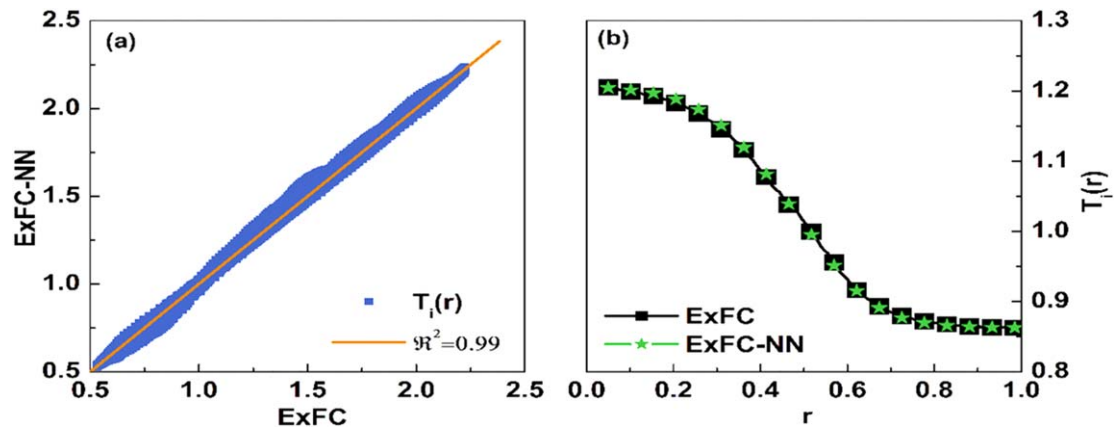 (a)
2.5
2.0
1.5
1.0
0.5
ExFC-NN
T_i(r)
ℜ²=0.99
0.5 1.0 1.5 2.0 2.5
ExFC
(b)
1.3
1.2
1.1
1.0
0.9
0.8
T_i(r)
ExFC
ExFC-NN
0.0 0.2 0.4 0.6 0.8 1.0
r